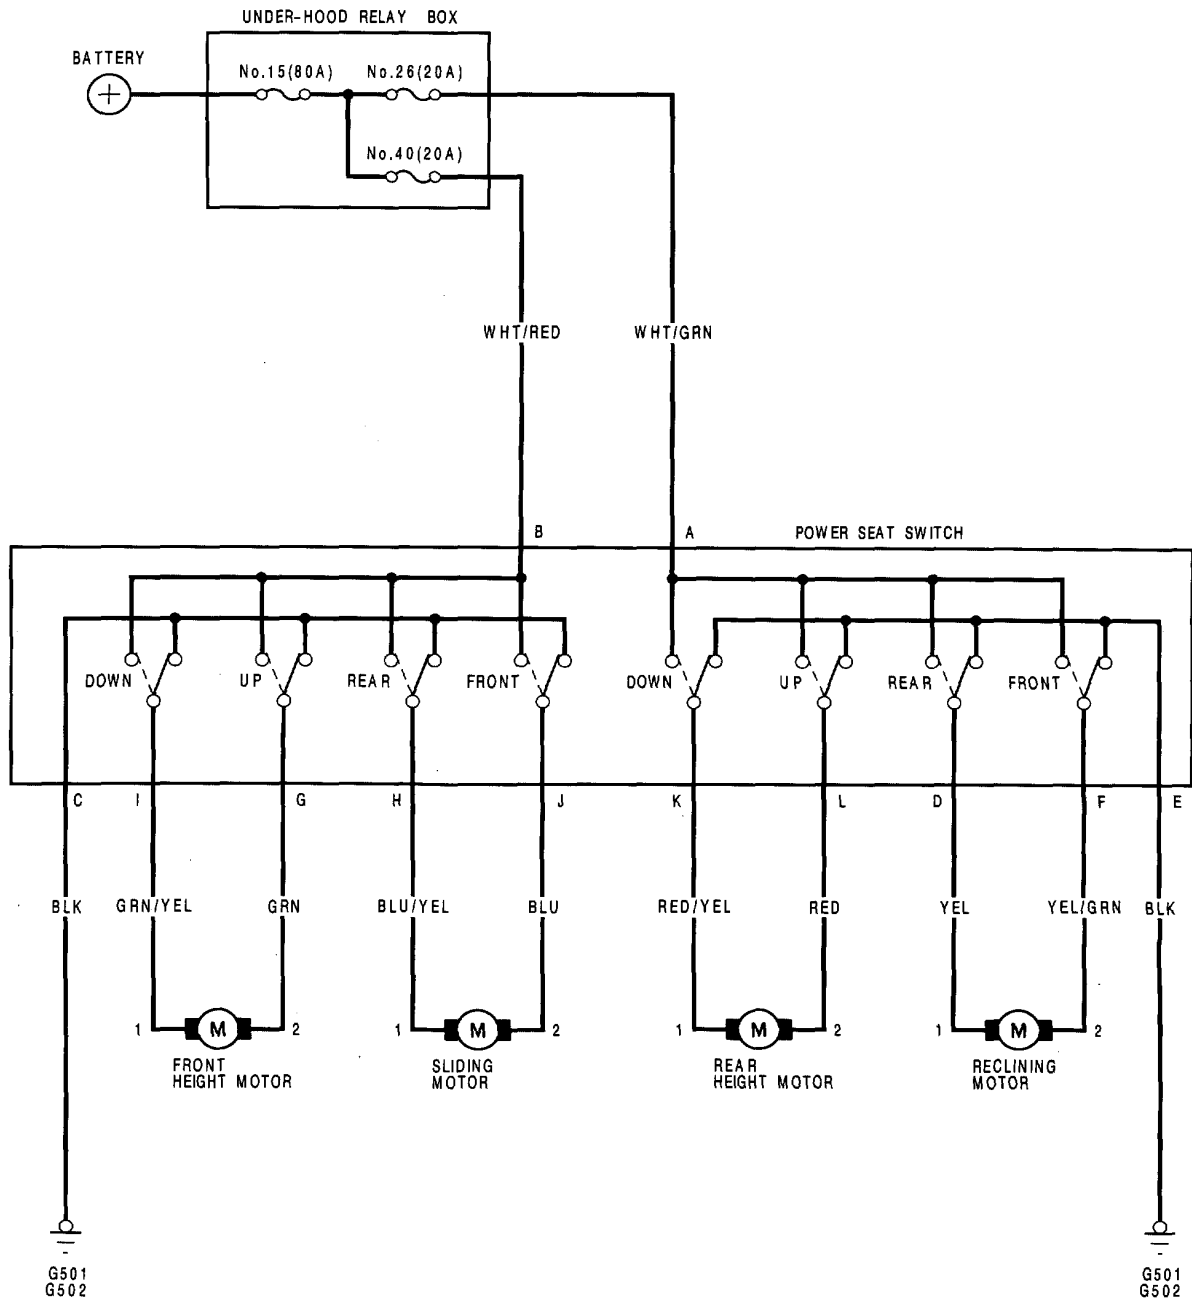 UNDER-HOOD RELAY BOX
BATTERY
+
No.15(80A)
No.26(20A)
No.40(20A)
WHT/RED
WHT/GRN
B
A
POWER SEAT SWITCH
DOWN
UP
REAR
FRONT
DOWN
UP
REAR
FRONT
C
I
G
H
J
K
L
D
F
E
BLK
GRN/YEL
GRN
BLU/YEL
BLU
RED/YEL
RED
YEL
YEL/GRN
BLK
1
M
2
1
M
2
1
M
2
1
M
2
FRONT
HEIGHT MOTOR
SLIDING
MOTOR
REAR
HEIGHT MOTOR
RECLINING
MOTOR
G501
G502
G501
G502